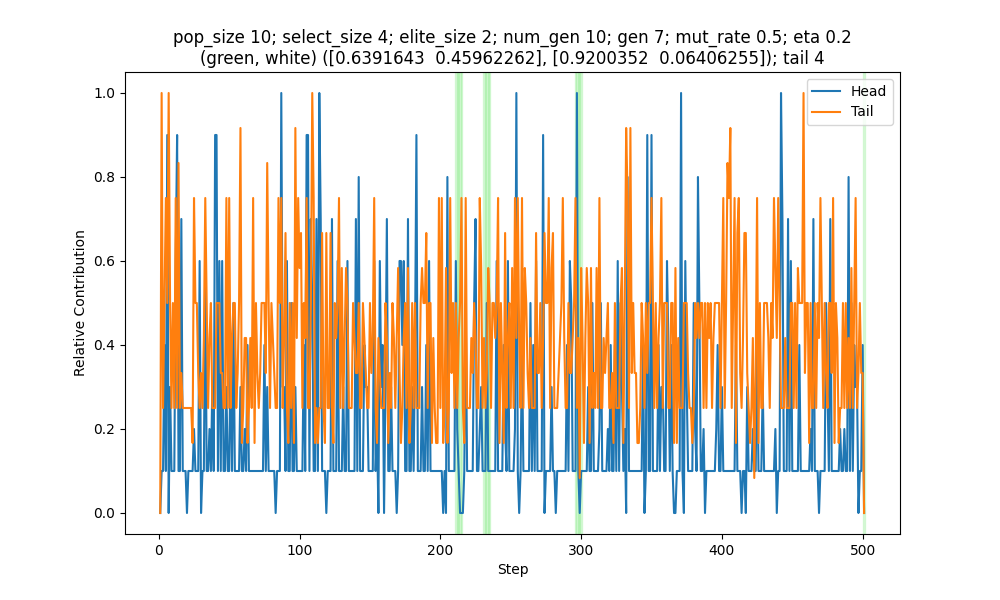 pop_size 10; select_size 4; elite_size 2; num_gen 10; gen 7; mut_rate 0.5; eta 0.2
(green, white) ([0.6391643  0.45962262], [0.9200352  0.06406255]); tail 4
Head
Tail
Relative Contribution
1.0
0.8
0.6
0.4
0.2
0.0
0 100 200 300 400 500
Step